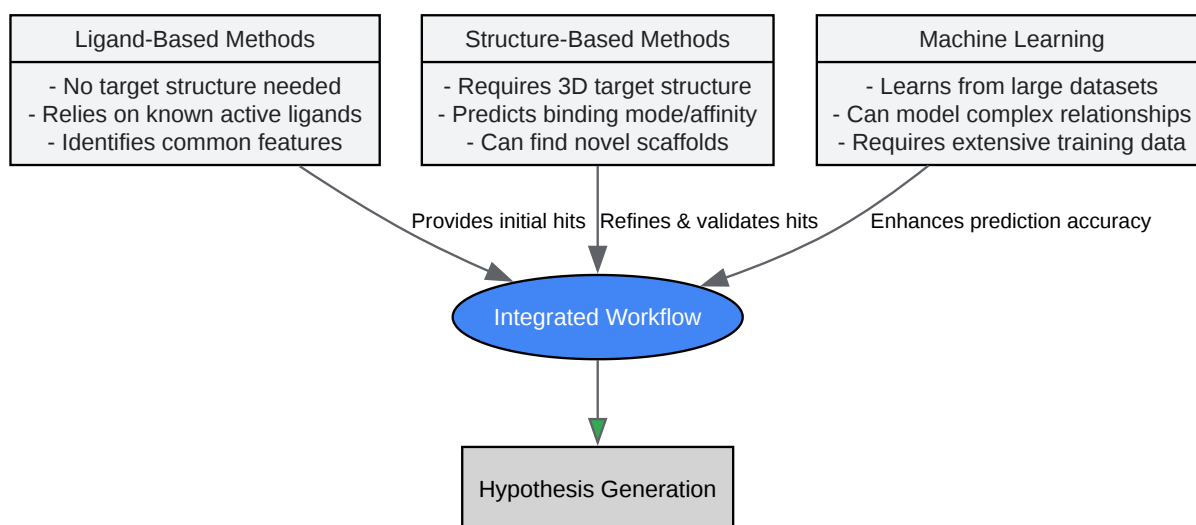 Ligand-Based Methods
- No target structure needed
- Relies on known active ligands
- Identifies common features
Structure-Based Methods
- Requires 3D target structure
- Predicts binding mode/affinity
- Can find novel scaffolds
Machine Learning
- Learns from large datasets
- Can model complex relationships
- Requires extensive training data
Provides initial hits
Refines & validates hits
Enhances prediction accuracy
Integrated Workflow
Hypothesis Generation